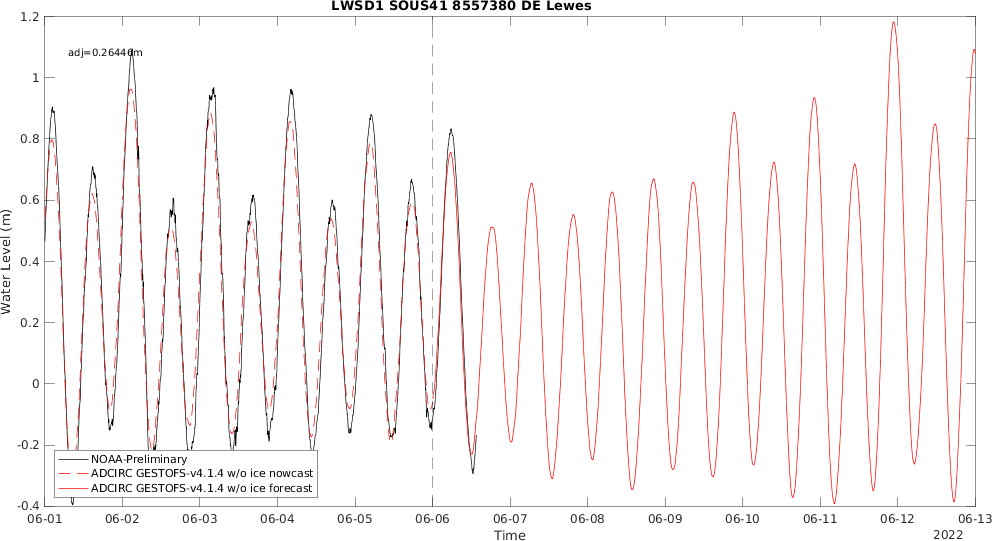 LWSD1 SOUS41 8557380 DE Lewes
adj=0.26446m
Water Level (m)
1.2
1
0.8
0.6
0.4
0.2
0
-0.2
-0.4
NOAA-Preliminary
ADCIRC GESTOFS-v4.1.4 w/o ice nowcast
ADCIRC GESTOFS-v4.1.4 w/o ice forecast
06-01 06-02 06-03 06-04 06-05 06-06 06-07 06-08 06-09 06-10 06-11 06-12 06-13
Time
2022